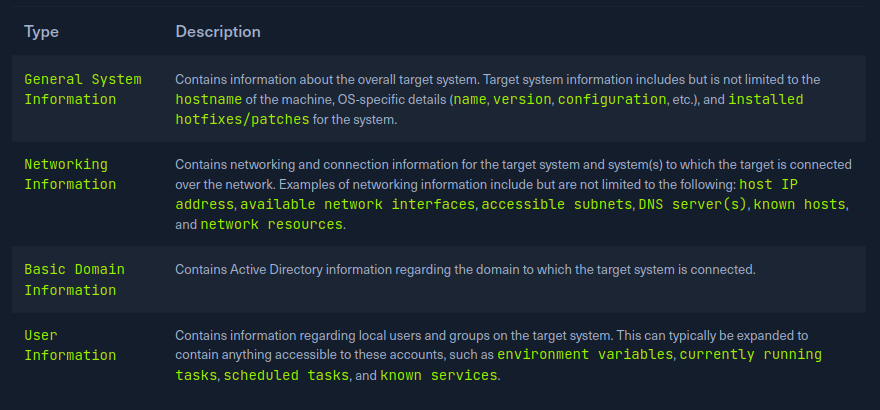 Type Description
General System Information
Contains information about the overall target system. Target system information includes but is not limited to the
hostname of the machine, OS-specific details (name, version, configuration, etc.), and installed
hotfixes/patches for the system.
Networking Information
Contains networking and connection information for the target system and system(s) to which the target is connected
over the network. Examples of networking information include but are not limited to the following: host IP
address, available network interfaces, accessible subnets, DNS server(s), known hosts,
and network resources.
Basic Domain Information
Contains Active Directory information regarding the domain to which the target system is connected.
User Information
Contains information regarding local users and groups on the target system. This can typically be expanded to
contain anything accessible to these accounts, such as environment variables, currently running
tasks, scheduled tasks, and known services.